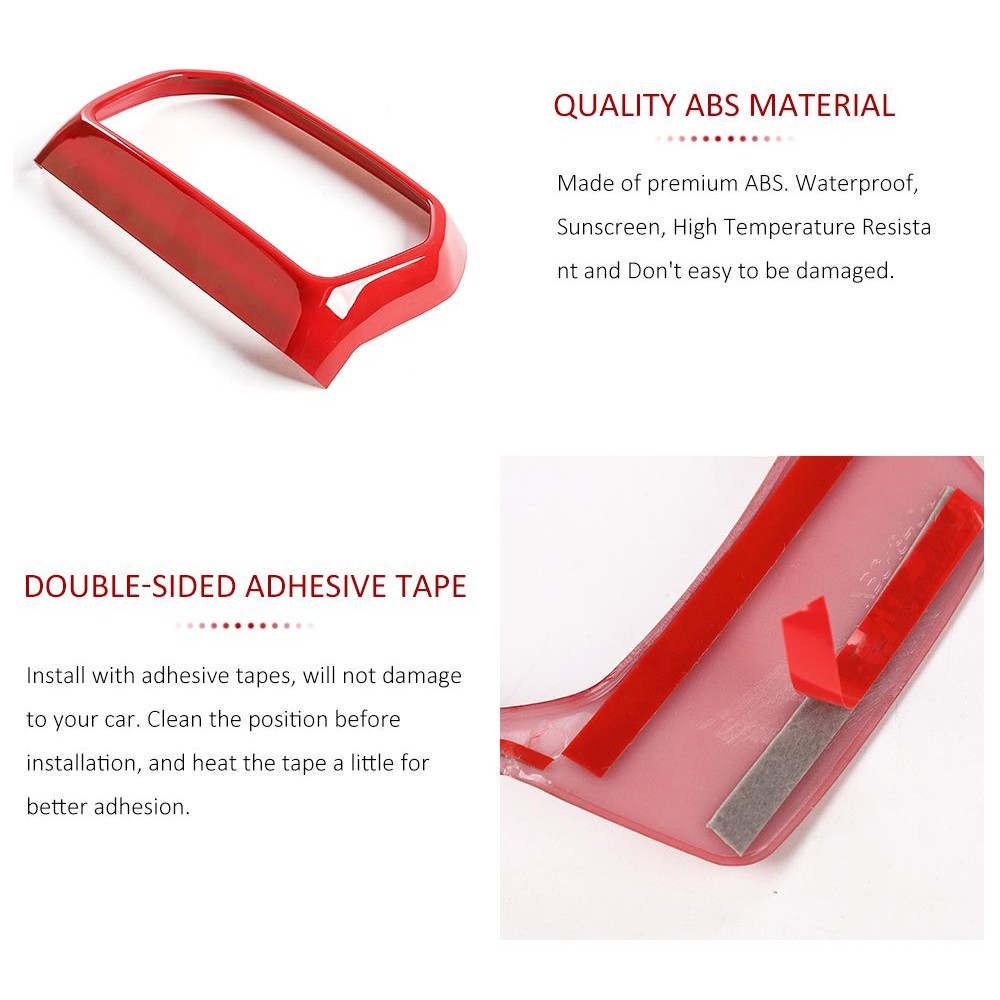 QUALITY ABS MATERIAL
Made of premium ABS. Waterproof,
Sunscreen, High Temperature Resista
nt and Don't easy to be damaged.
DOUBLE-SIDED ADHESIVE TAPE
Install with adhesive tapes, will not damage
to your car. Clean the position before
installation, and heat the tape a little for
better adhesion.